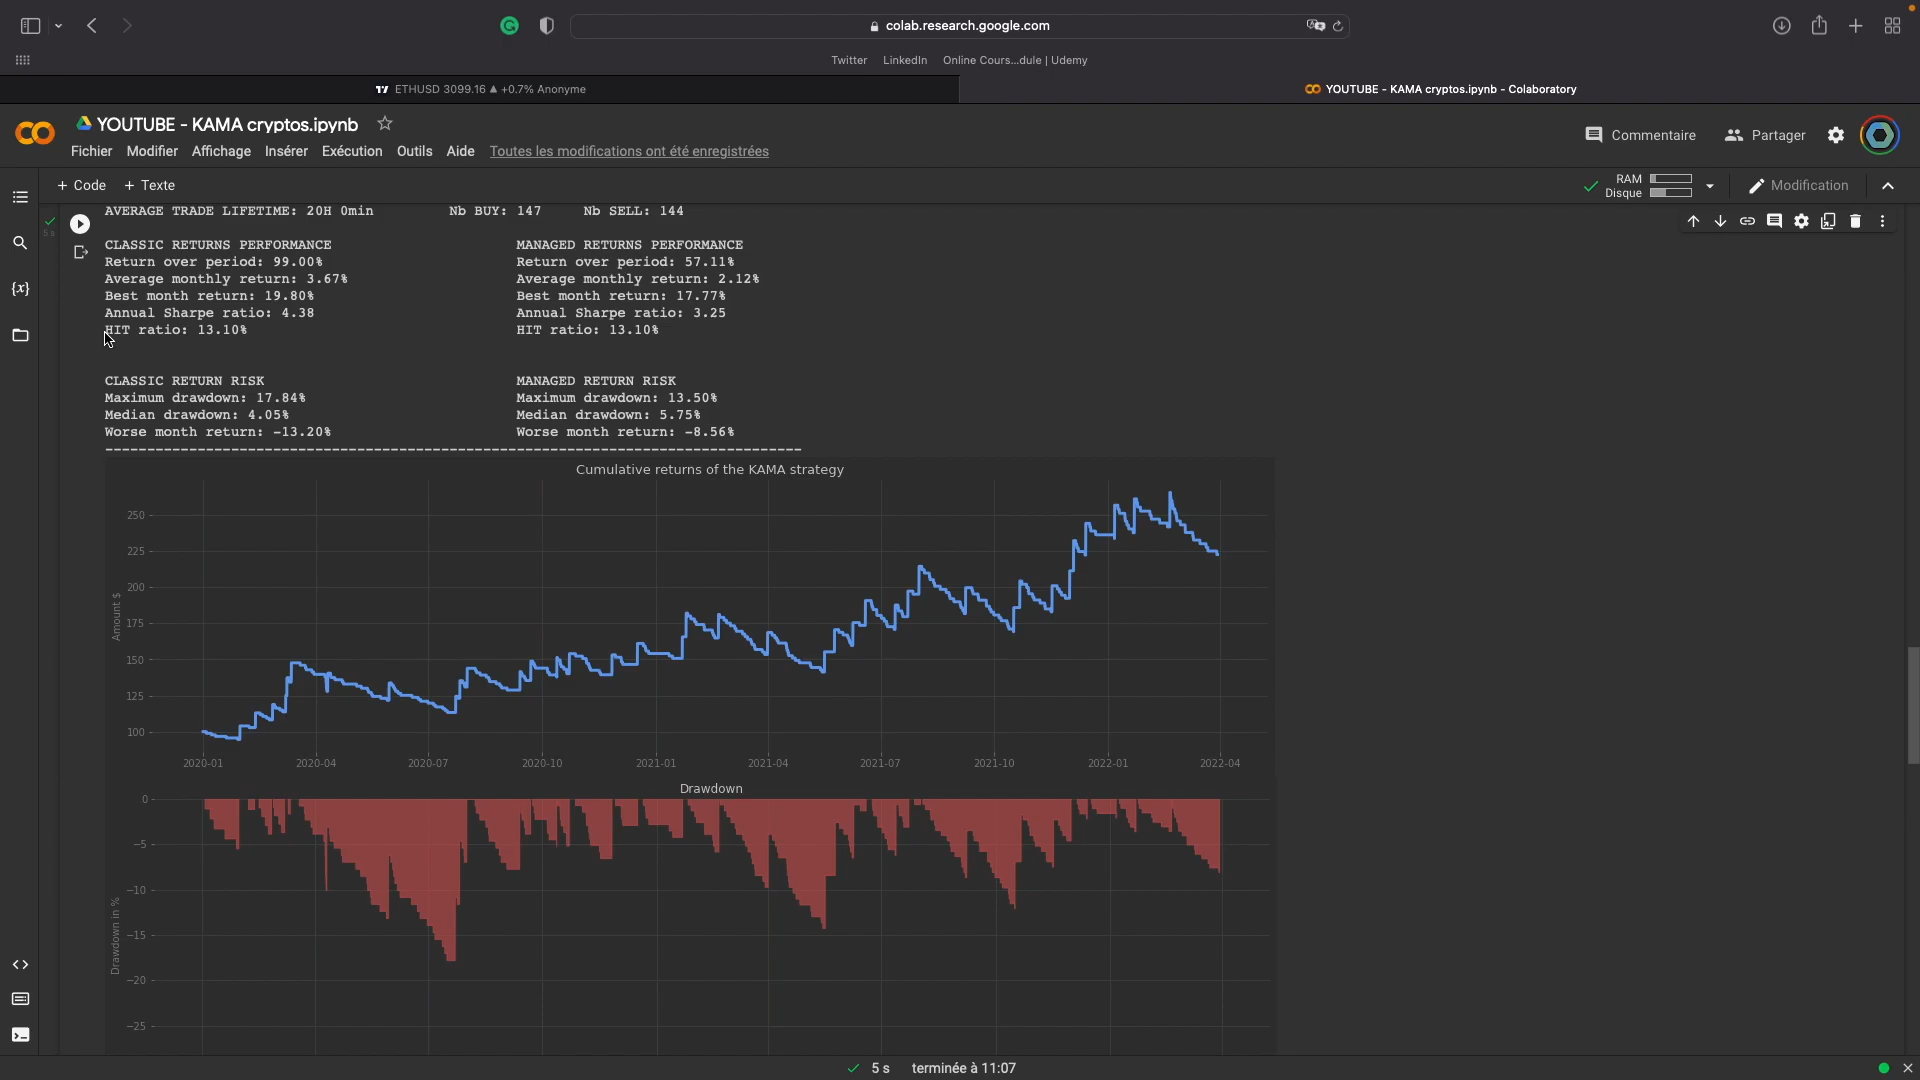 colab.research.google.com
Twitter LinkedIn Online Cours...dule | Udemy
ETHUSD 3099.16 ▲ +0.7% Anonyme
YOUTUBE - KAMA cryptos.ipynb - Colaboratory
YOUTUBE - KAMA cryptos.ipynb
Commentaire Partager
Fichier Modifier Affichage Insérer Exécution Outils Aide Toutes les modifications ont été enregistrées
+ Code + Texte
RAM
Disque
Modification
AVERAGE TRADE LIFETIME: 20H 0min Nb BUY: 147 Nb SELL: 144
5 s
CLASSIC RETURNS PERFORMANCE MANAGED RETURNS PERFORMANCE
Return over period: 99.00% Return over period: 57.11%
Average monthly return: 3.67% Average monthly return: 2.12%
Best month return: 19.80% Best month return: 17.77%
Annual Sharpe ratio: 4.38 Annual Sharpe ratio: 3.25
HIT ratio: 13.10% HIT ratio: 13.10%
CLASSIC RETURN RISK MANAGED RETURN RISK
Maximum drawdown: 17.84% Maximum drawdown: 13.50%
Median drawdown: 4.05% Median drawdown: 5.75%
Worse month return: -13.20% Worse month return: -8.56%
Cumulative returns of the KAMA strategy
250
225
200
175
150
125
100
Amount $
2020-01 2020-04 2020-07 2020-10 2021-01 2021-04 2021-07 2021-10 2022-01 2022-04
Drawdown
0
−5
−10
−15
−20
−25
Drawdown in %
5 s terminée à 11:07